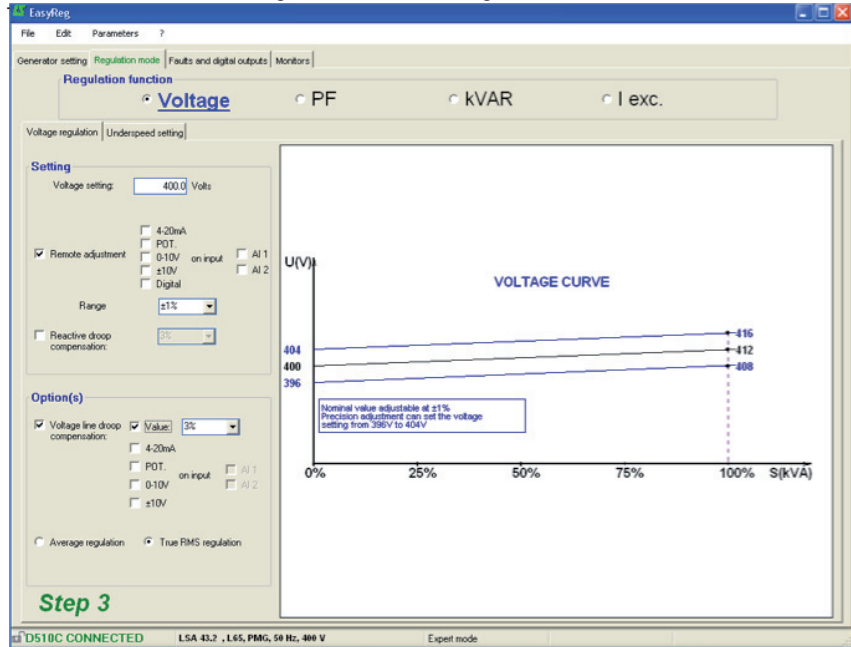 EasyReg
File Edit Parameters ?
Generator setting Regulation mode Faults and digital outputs Monitors
Regulation function
Voltage PF kVAR I exc.
Voltage regulation Underspeed setting
Setting
Voltage setting: 400.0 Volts
4-20mA
POT.
Remote adjustment 0-10V on input AI 1
±10V AI 2
Digital
Range ±1%
Reactive droop 3%
compensation:
Option(s)
Voltage line droop Value: 3%
compensation:
4-20mA
POT. on input AI 1
0-10V AI 2
±10V
Average regulation True RMS regulation
Step 3
U(V)
VOLTAGE CURVE
404 416
400 412
396 408
Nominal value adjustable at ±1%
Precision adjustment can set the voltage
setting from 396V to 404V
0% 25% 50% 75% 100% S(kVA)
D510C CONNECTED LSA 43.2 , L65, PMG, 50 Hz, 400 V Expert mode